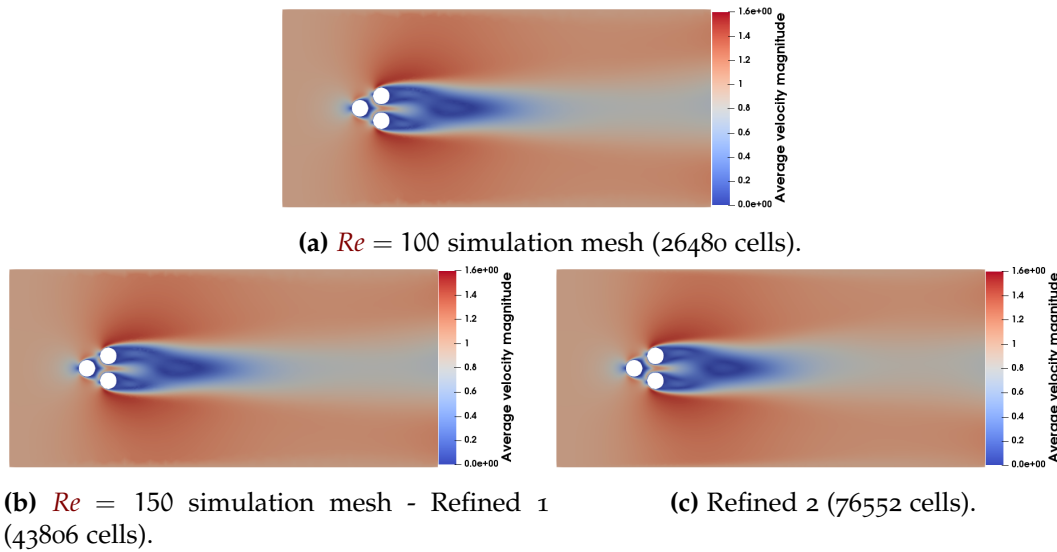 1.6e+00
1.4
1.2
1
0.8
0.6
0.4
0.2
0.0e+00
Average velocity magnitude
(a) Re = 100 simulation mesh (26480 cells).
1.6e+00
1.4
1.2
1
0.8
0.6
0.4
0.2
0.0e+00
Average velocity magnitude
1.6e+00
1.4
1.2
1
0.8
0.6
0.4
0.2
0.0e+00
Average velocity magnitude
(b) Re = 150 simulation mesh - Refined 1
(43806 cells).
(c) Refined 2 (76552 cells).